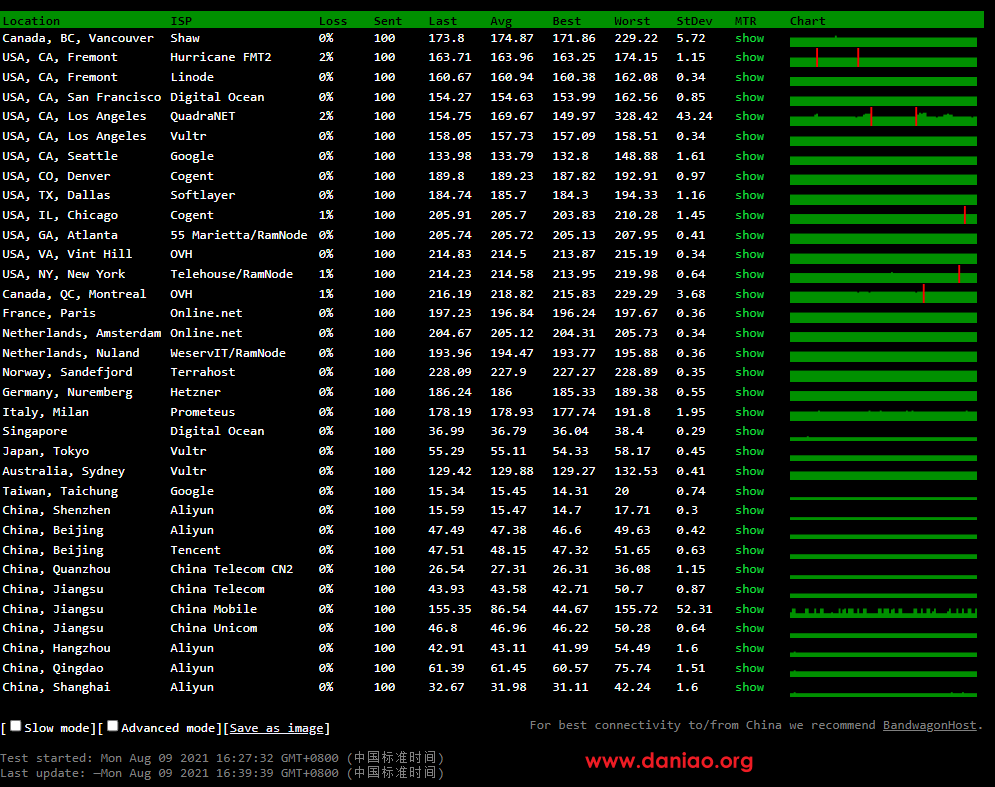 Location ISP Loss Sent Last Avg Best Worst StDev MTR Chart
Canada, BC, Vancouver Shaw 0% 100 173.8 174.87 171.86 229.22 5.72 show
USA, CA, Fremont Hurricane FMT2 2% 100 163.71 163.96 163.25 174.15 1.15 show
USA, CA, Fremont Linode 0% 100 160.67 160.94 160.38 162.08 0.34 show
USA, CA, San Francisco Digital Ocean 0% 100 154.27 154.63 153.99 162.56 0.85 show
USA, CA, Los Angeles QuadraNET 2% 100 154.75 169.67 149.97 328.42 43.24 show
USA, CA, Los Angeles Vultr 0% 100 158.05 157.73 157.09 158.51 0.34 show
USA, CA, Seattle Google 0% 100 133.98 133.79 132.8 148.88 1.61 show
USA, CO, Denver Cogent 0% 100 189.8 189.23 187.82 192.91 0.97 show
USA, TX, Dallas Softlayer 0% 100 184.74 185.7 184.3 194.33 1.16 show
USA, IL, Chicago Cogent 1% 100 205.91 205.7 203.83 210.28 1.45 show
USA, GA, Atlanta 55 Marietta/RamNode 0% 100 205.74 205.72 205.13 207.95 0.41 show
USA, VA, Vint Hill OVH 0% 100 214.83 214.5 213.87 215.19 0.34 show
USA, NY, New York Telehouse/RamNode 1% 100 214.23 214.58 213.95 219.98 0.64 show
Canada, QC, Montreal OVH 1% 100 216.19 218.82 215.83 229.29 3.68 show
France, Paris Online.net 0% 100 197.23 196.84 196.24 197.67 0.36 show
Netherlands, Amsterdam Online.net 0% 100 204.67 205.12 204.31 205.73 0.34 show
Netherlands, Nuland WeservIT/RamNode 0% 100 193.96 194.47 193.77 195.88 0.36 show
Norway, Sandefjord Terrahost 0% 100 228.09 227.9 227.27 228.89 0.35 show
Germany, Nuremberg Hetzner 0% 100 186.24 186 185.33 189.38 0.55 show
Italy, Milan Prometeus 0% 100 178.19 178.93 177.74 191.8 1.95 show
Singapore Digital Ocean 0% 100 36.99 36.79 36.04 38.4 0.29 show
Japan, Tokyo Vultr 0% 100 55.29 55.11 54.33 58.17 0.45 show
Australia, Sydney Vultr 0% 100 129.42 129.88 129.27 132.53 0.41 show
Taiwan, Taichung Google 0% 100 15.34 15.45 14.31 20 0.74 show
China, Shenzhen Aliyun 0% 100 15.59 15.47 14.7 17.71 0.3 show
China, Beijing Aliyun 0% 100 47.49 47.38 46.6 49.63 0.42 show
China, Beijing Tencent 0% 100 47.51 48.15 47.32 51.65 0.63 show
China, Quanzhou China Telecom CN2 0% 100 26.54 27.31 26.31 36.08 1.15 show
China, Jiangsu China Telecom 0% 100 43.93 43.58 42.71 50.7 0.87 show
China, Jiangsu China Mobile 0% 100 155.35 86.54 44.67 155.72 52.31 show
China, Jiangsu China Unicom 0% 100 46.8 46.96 46.22 50.28 0.64 show
China, Hangzhou Aliyun 0% 100 42.91 43.11 41.99 54.49 1.6 show
China, Qingdao Aliyun 0% 100 61.39 61.45 60.57 75.74 1.51 show
China, Shanghai Aliyun 0% 100 32.67 31.98 31.11 42.24 1.6 show
[Slow mode][Advanced mode][Save as image]
For best connectivity to/from China we recommend BandwagonHost.
Test started: Mon Aug 09 2021 16:27:32 GMT+0800 (中国标准时间)
Last update: —Mon Aug 09 2021 16:39:39 GMT+0800 (中国标准时间)
www.daniao.org